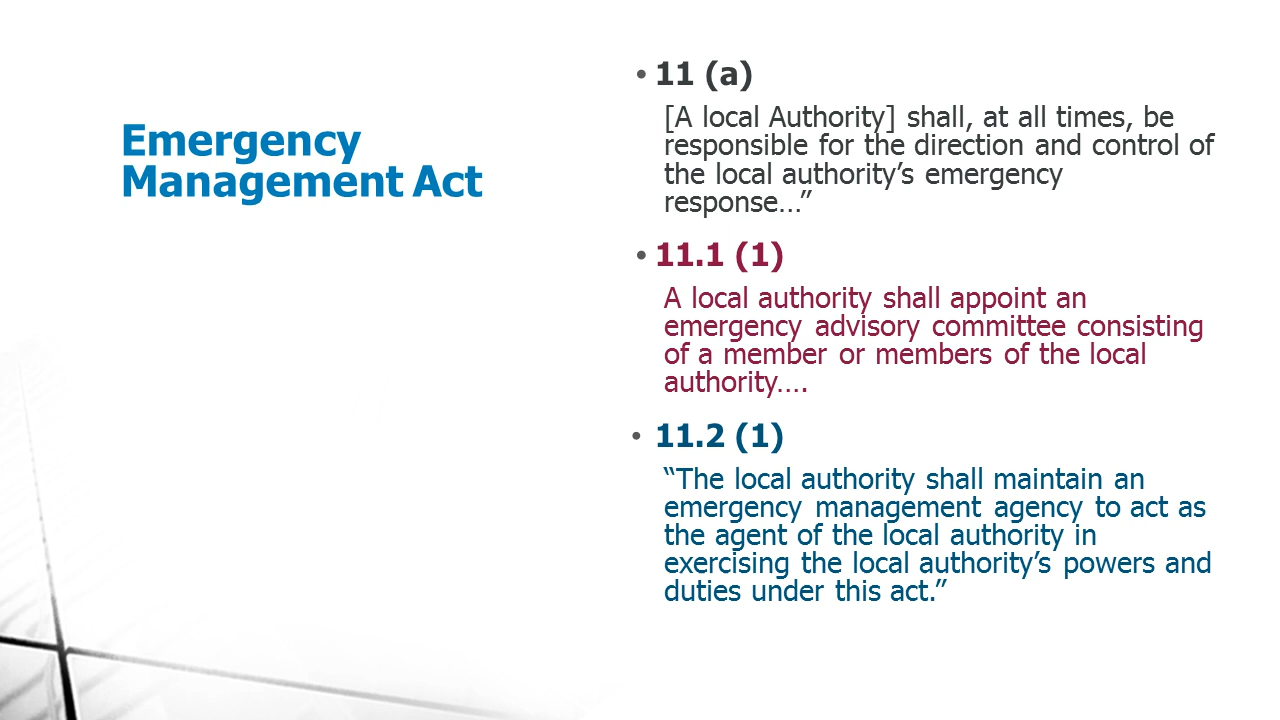 Emergency
Management Act
• 11 (a)
[A local Authority] shall, at all times, be
responsible for the direction and control of
the local authority’s emergency
response…”
• 11.1 (1)
A local authority shall appoint an
emergency advisory committee consisting
of a member or members of the local
authority….
• 11.2 (1)
“The local authority shall maintain an
emergency management agency to act as
the agent of the local authority in
exercising the local authority’s powers and
duties under this act.”